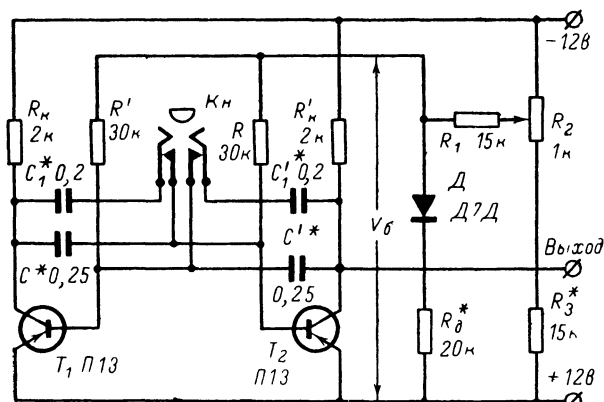 −12в
Rк
2к
R'
30к
Кн
R
30к
R'к
2к
R1 15к
R2
1к
C1* 0,2
C1'* 0,2
Vб
Д
Д7Д
C* 0,25
C'*
0,25
Выход
Rд*
20к
R3*
15к
T1 П13
T2
П13
+12в